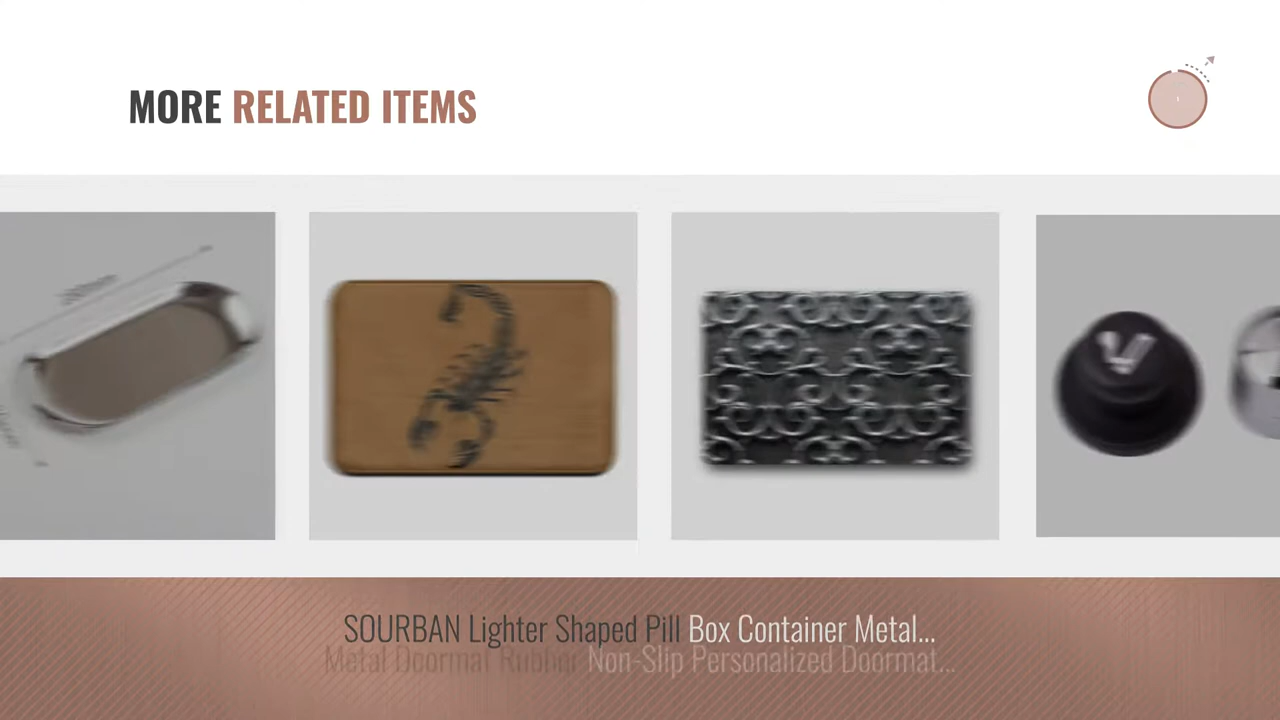 MORE RELATED ITEMS
SOURBAN Lighter Shaped Pill Box Container Metal...
Metal Doormat Rubber Non-Slip Personalized Doormat...